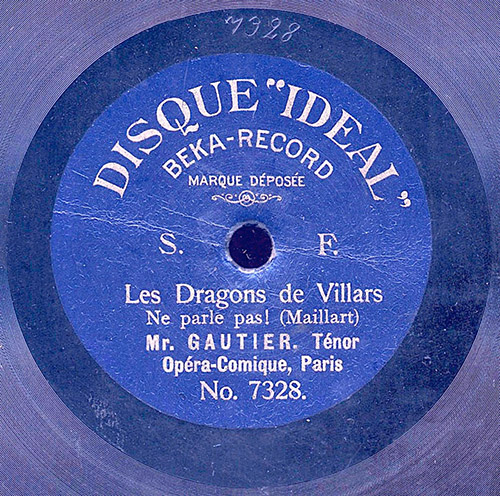 7328
DISQUE "IDEAL"
BEKA-RECORD
MARQUE DÉPOSÉE
S. F.
Les Dragons de Villars
Ne parle pas! (Maillart)
Mr. GAUTIER. Ténor
Opéra-Comique, Paris
No. 7328.